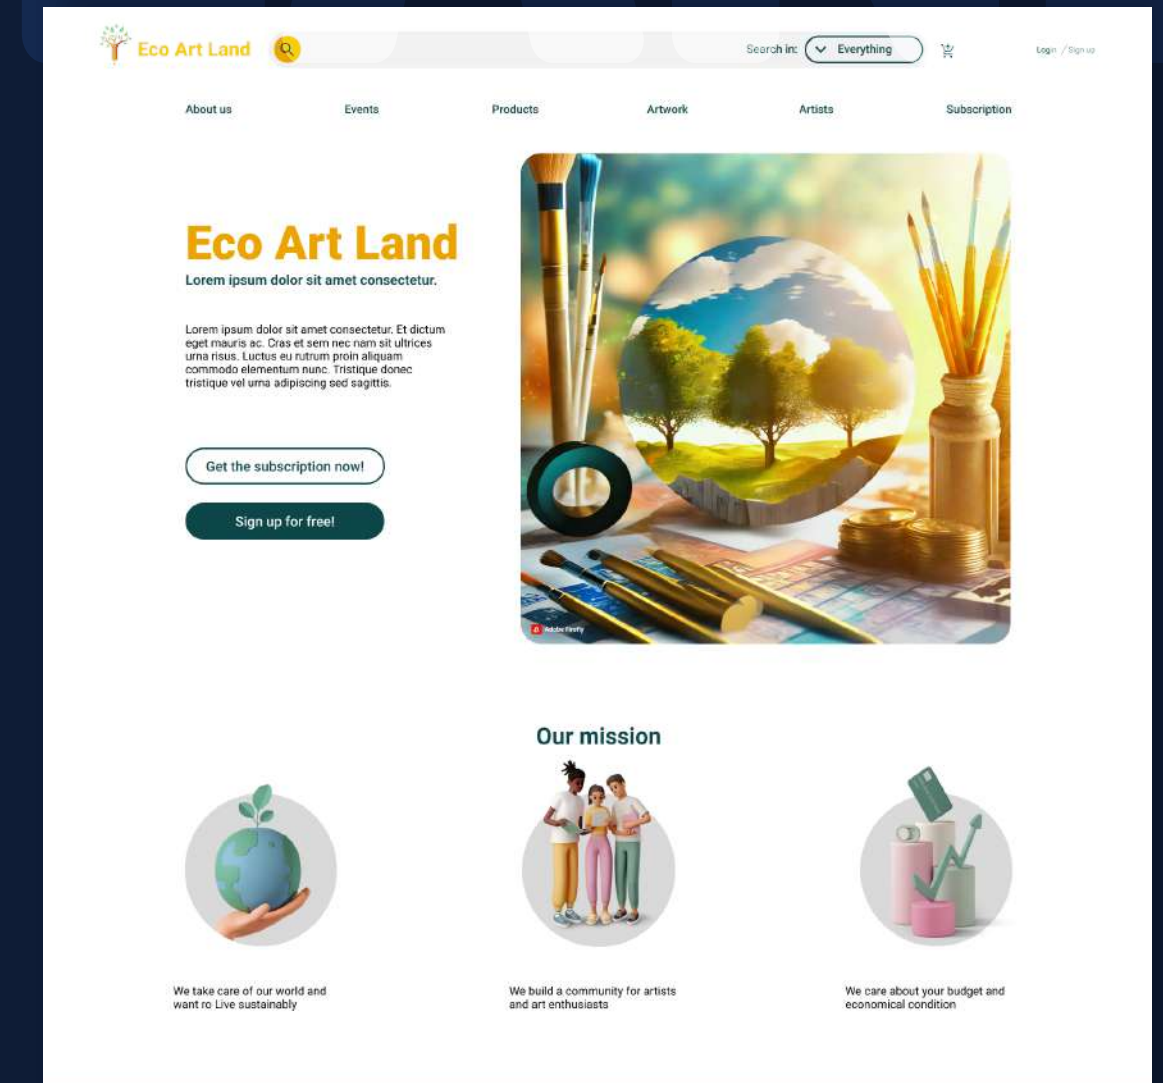 Eco Art Land
Search in:
Everything
Login / Sign up
About us
Events
Products
Artwork
Artists
Subscription
Eco Art Land
Lorem ipsum dolor sit amet consectetur.
Lorem ipsum dolor sit amet consectetur. Et dictum
eget mauris ac. Cras et sem nec nam sit ultrices
urna risus. Luctus eu rutrum proin aliquam
commodo elementum nunc. Tristique donec
tristique vel urna adipiscing sed sagittis.
Get the subscription now!
Sign up for free!
Adobe Firefly
Our mission
We take care of our world and
want ro Live sustainably
We build a community for artists
and art enthusiasts
We care about your budget and
economical condition